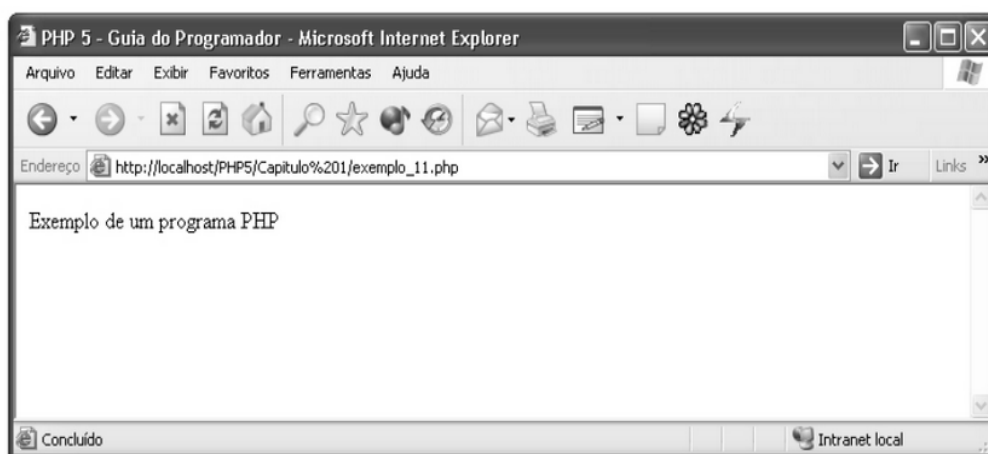 PHP 5 - Guia do Programador - Microsoft Internet Explorer
Arquivo Editar Exibir Favoritos Ferramentas Ajuda
Endereço http://localhost/PHP5/Capitulo%201/exemplo_11.php Ir Links »
Exemplo de um programa PHP
Concluído Intranet local